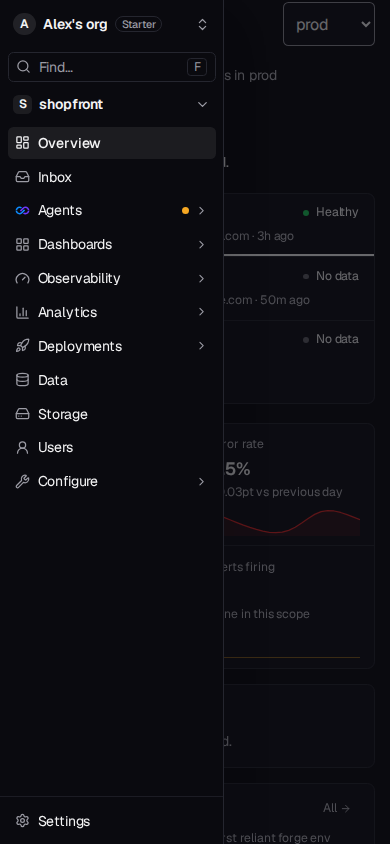 A Alex's org Starter
Find... F
S shopfront
Overview
Inbox
Agents
Dashboards
Observability
Analytics
Deployments
Data
Storage
Users
Configure
Settings
prod
s in prod
Healthy
.com · 3h ago
No data
.com · 50m ago
No data
ror rate
5%
.03pt vs previous day
erts firing
ne in this scope
d.
All →
st reliant forge env